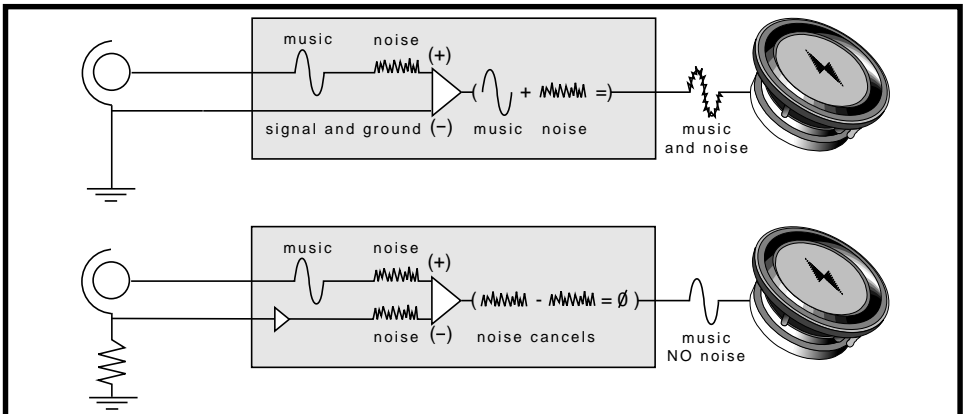 music noise
(+)
( + =)
signal and ground (−) music noise
music
and noise
music noise
(+)
( - = Ø )
noise (−) noise cancels
music
NO noise